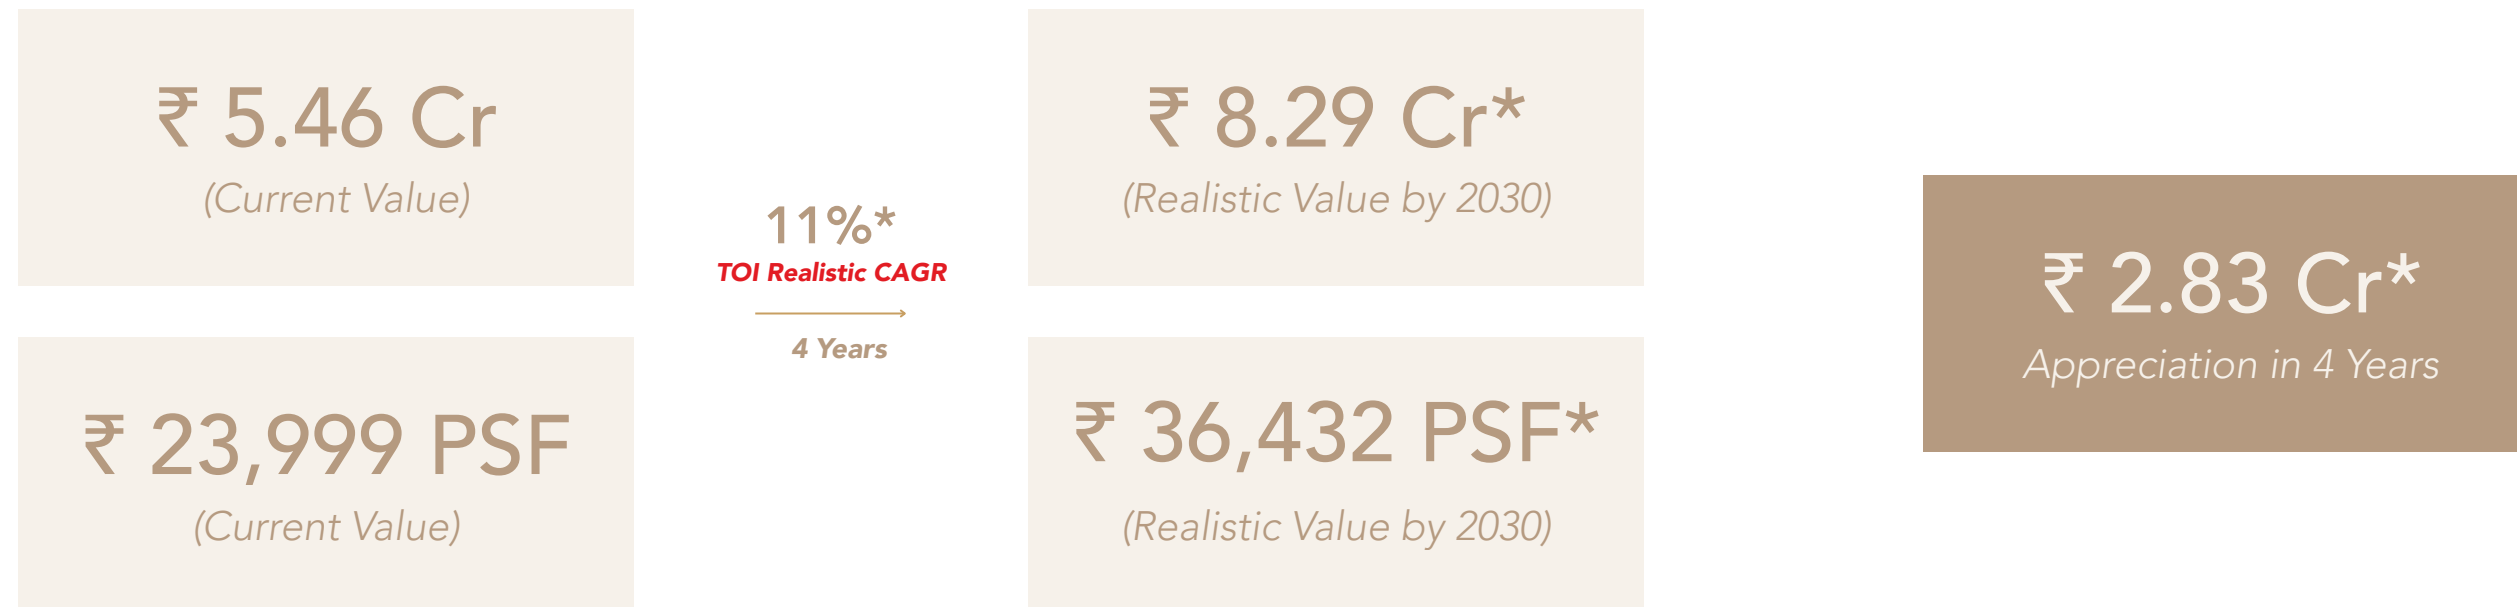 ₹ 5.46 Cr
(Current Value)
₹ 23,999 PSF
(Current Value)
11%*
TOI Realistic CAGR
4 Years
₹ 8.29 Cr*
(Realistic Value by 2030)
₹ 36,432 PSF*
(Realistic Value by 2030)
₹ 2.83 Cr*
Appreciation in 4 Years